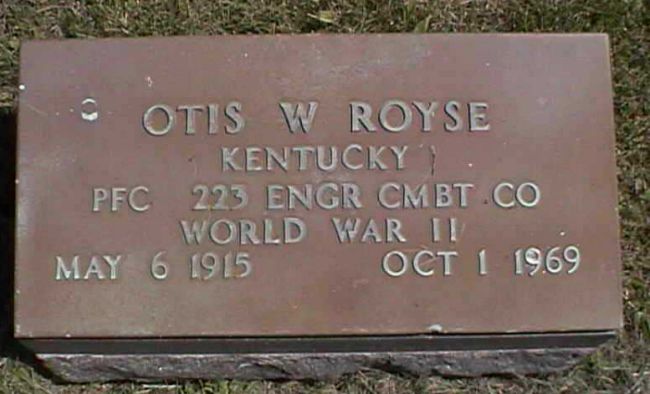 OTIS W ROYSE
KENTUCKY
PFC 223 ENGR CMBT CO
WORLD WAR II
MAY 6 1915 OCT 1 1969